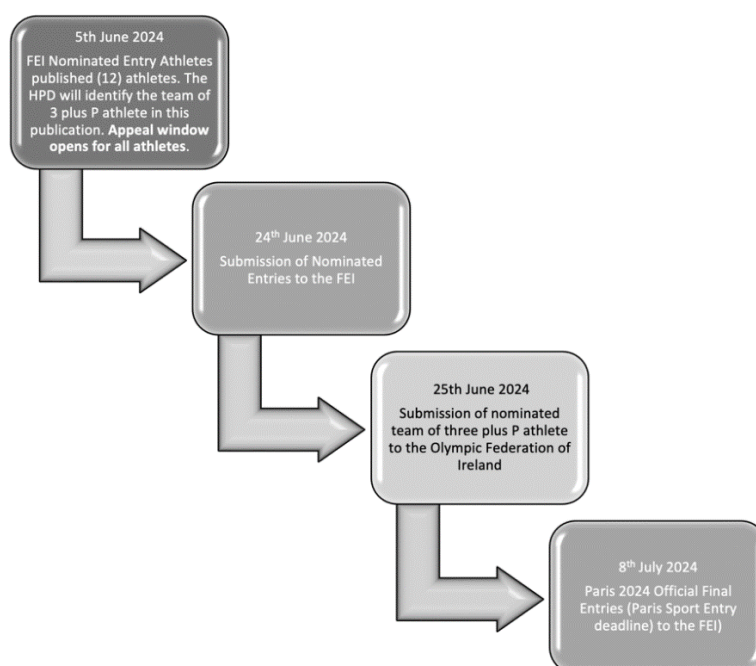 5th June 2024
FEI Nominated Entry Athletes
published (12) athletes. The
HPD will identify the team of
3 plus P athlete in this
publication. Appeal window
opens for all athletes.
24th June 2024
Submission of Nominated
Entries to the FEI
25th June 2024
Submission of nominated
team of three plus P athlete
to the Olympic Federation of
Ireland
8th July 2024
Paris 2024 Official Final
Entries (Paris Sport Entry
deadline) to the FEI)